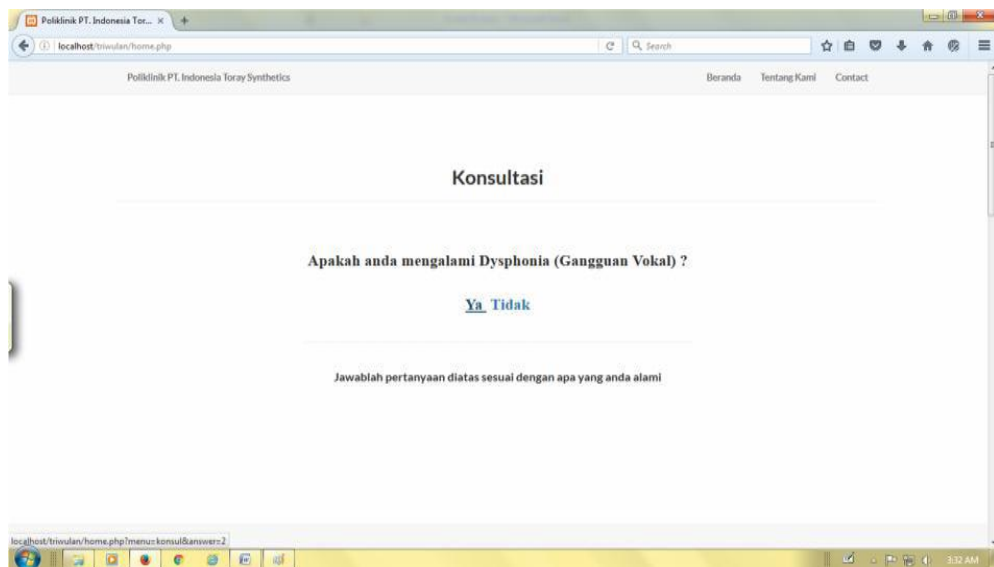 Poliklinik PT. Indonesia Tor... × +
localhost/triwulan/home.php
Search
Poliklinik PT. Indonesia Toray Synthetics
Beranda Tentang Kami Contact
Konsultasi
Apakah anda mengalami Dysphonia (Gangguan Vokal) ?
Ya Tidak
Jawablah pertanyaan diatas sesuai dengan apa yang anda alami
localhost/triwulan/home.php?menu=konsul&answer=2
3:32 AM